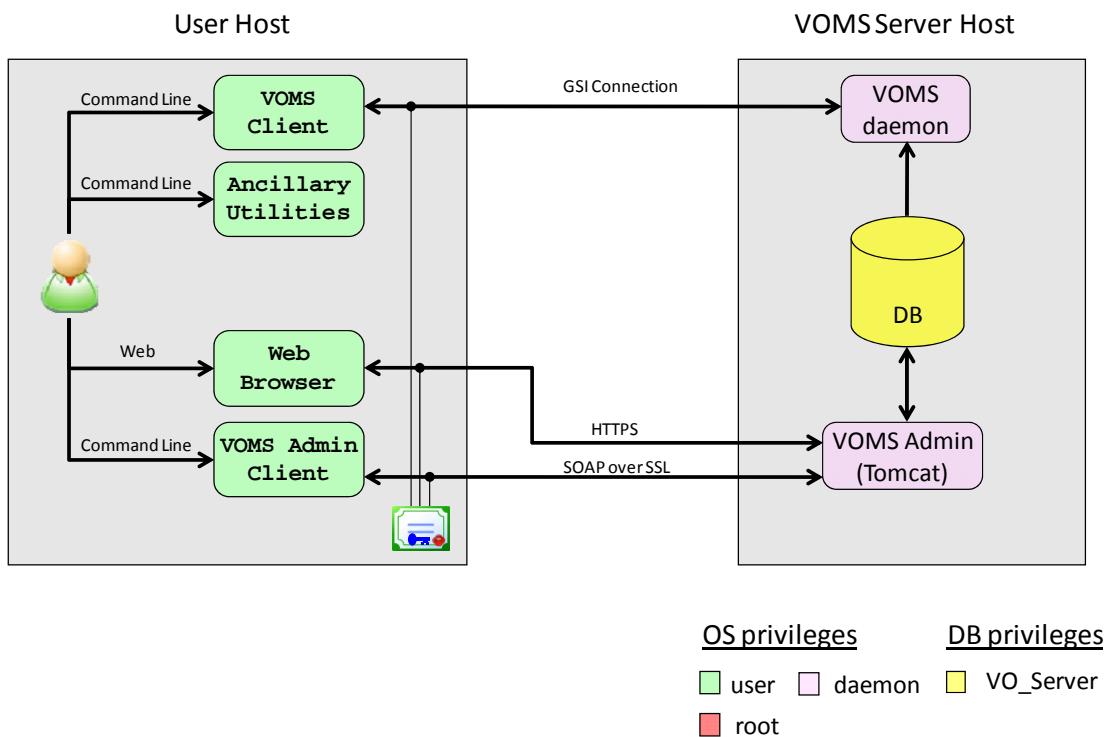 User Host
VOMS Server Host
Command Line
VOMS
Client
GSI Connection
VOMS
daemon
Command Line
Ancillary
Utilities
DB
Web
Web
Browser
HTTPS
Command Line
VOMS Admin
Client
SOAP over SSL
VOMS Admin
(Tomcat)
OS privileges
DB privileges
user
daemon
VO_Server
root